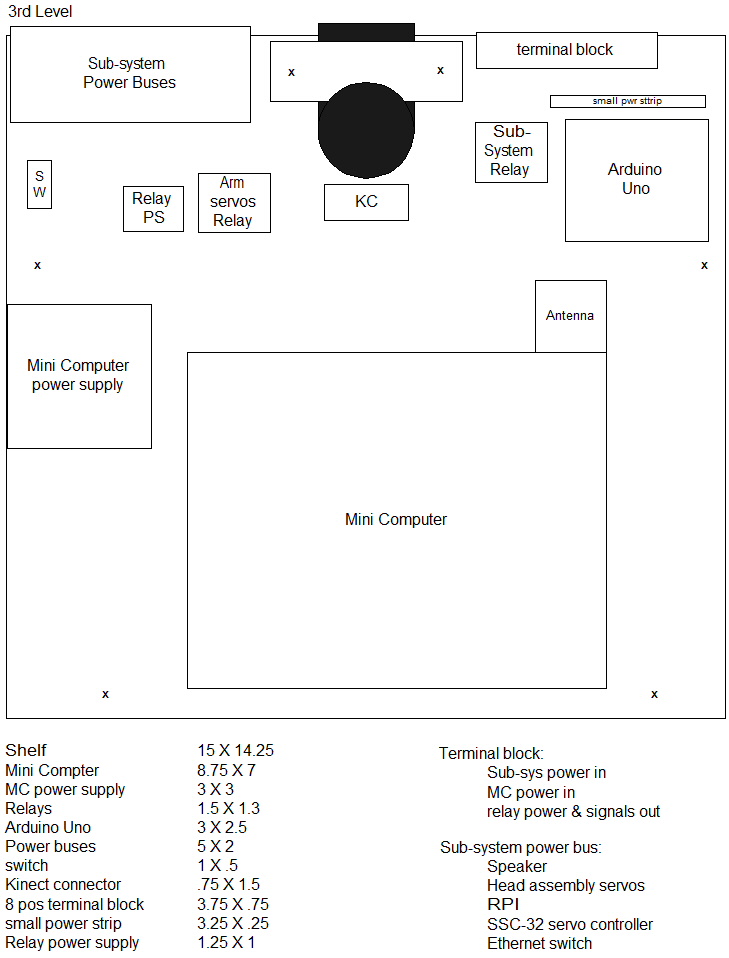 3rd Level
Sub-system
Power Buses
terminal block
x
x
small pwr sttrip
Sub-
System
Relay
Arduino
Uno
S
W
Relay
PS
Arm
servos
Relay
KC
x
x
Antenna
Mini Computer
power supply
Mini Computer
x
x
Shelf 15 X 14.25
Mini Compter 8.75 X 7
MC power supply 3 X 3
Relays 1.5 X 1.3
Arduino Uno 3 X 2.5
Power buses 5 X 2
switch 1 X .5
Kinect connector .75 X 1.5
8 pos terminal block 3.75 X .75
small power strip 3.25 X .25
Relay power supply 1.25 X 1
Terminal block:
Sub-sys power in
MC power in
relay power & signals out
Sub-system power bus:
Speaker
Head assembly servos
RPI
SSC-32 servo controller
Ethernet switch